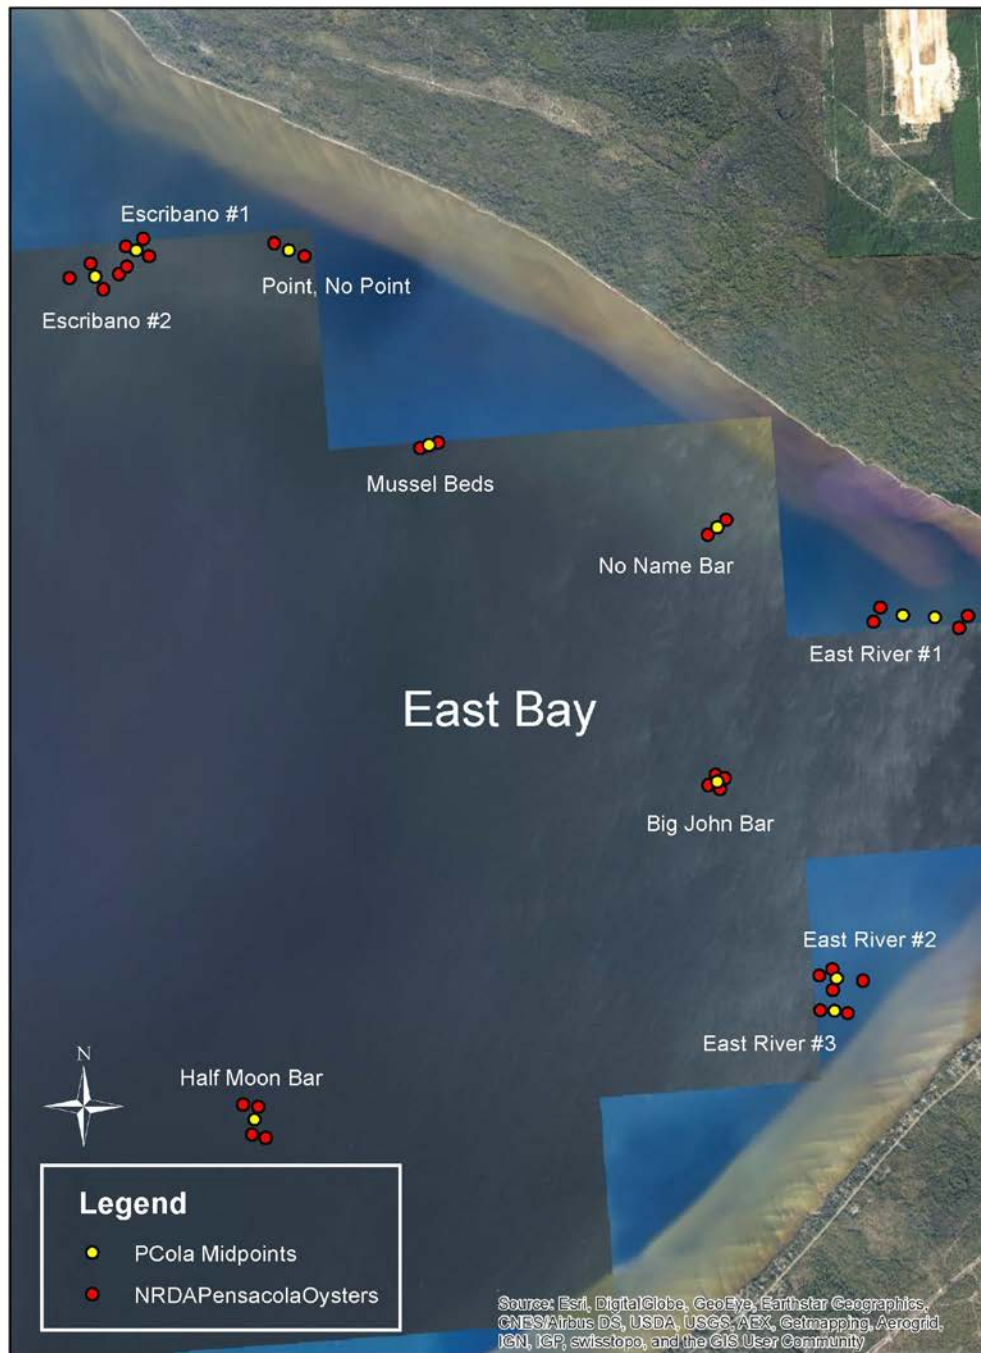 Escribano #1
Point, No Point
Escribano #2
Mussel Beds
No Name Bar
East River #1
East Bay
Big John Bar
East River #2
East River #3
N
Half Moon Bar
Legend
PCola Midpoints
NRDAPensacolaOysters
Source: Esri, DigitalGlobe, GeoEye, Earthstar Geographics,
CNES/Airbus DS, USDA, USGS, AEX, Getmapping, Aerogrid,
IGN, IGP, swisstopo, and the GIS User Community